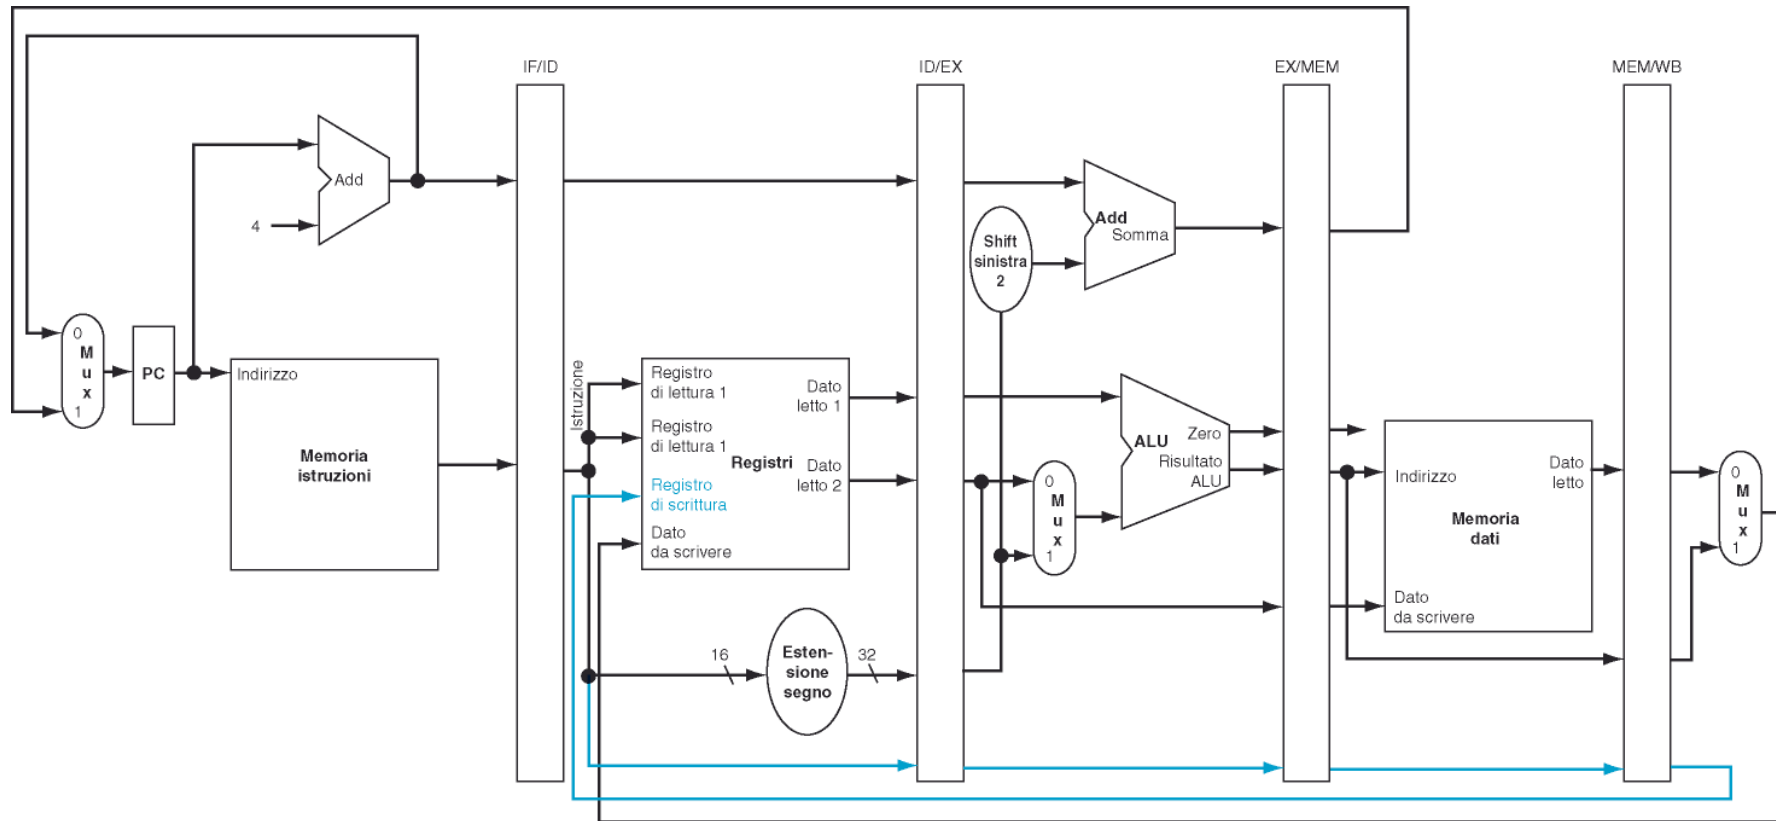 IF/ID
ID/EX
EX/MEM
MEM/WB
Add
4
Add
Somma
Shift
sinistra
2
0
M
u
x
1
PC
Indirizzo
Memoria
istruzioni
Istruzione
Registro
di lettura 1
Registro
di lettura 1
Registro
di scrittura
Dato
da scrivere
Registri
Dato
letto 1
Dato
letto 2
16
Esten-
sione
segno
32
0
M
u
x
1
ALU
Zero
Risultato
ALU
Indirizzo
Dato
letto
Memoria
dati
Dato
da scrivere
0
M
u
x
1